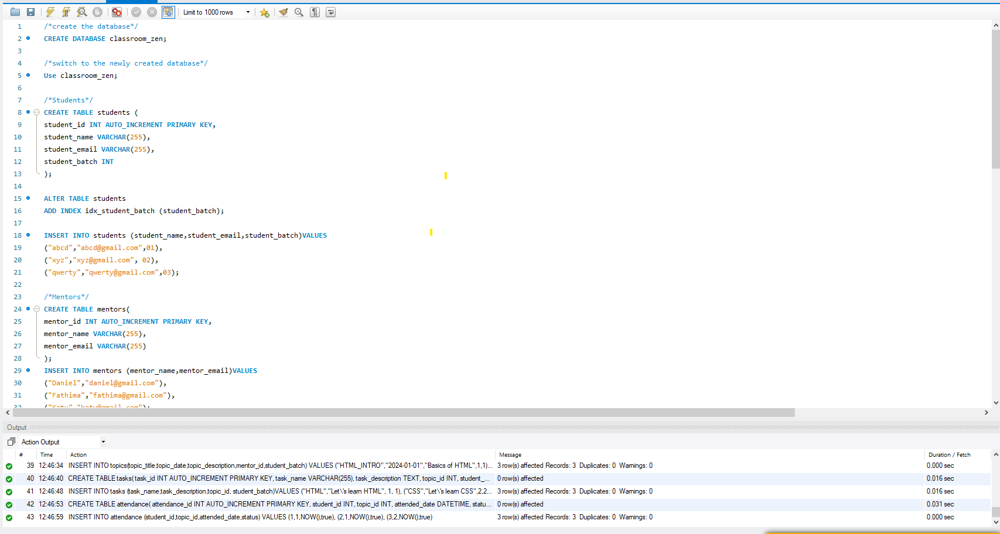 Limit to 1000 rows
1 /*create the database*/
2 CREATE DATABASE classroom_zen;
3
4 /*switch to the newly created database*/
5 Use classroom_zen;
6
7 /*Students*/
8 CREATE TABLE students (
9 student_id INT AUTO_INCREMENT PRIMARY KEY,
10 student_name VARCHAR(255),
11 student_email VARCHAR(255),
12 student_batch INT
13 );
14
15 ALTER TABLE students
16 ADD INDEX idx_student_batch (student_batch);
17
18 INSERT INTO students (student_name,student_email,student_batch)VALUES
19 ("abcd","abcd@gmail.com",01),
20 ("xyz","xyz@gmail.com", 02),
21 ("qwerty","qwerty@gmail.com",03);
22
23 /*Mentors*/
24 CREATE TABLE mentors(
25 mentor_id INT AUTO_INCREMENT PRIMARY KEY,
26 mentor_name VARCHAR(255),
27 mentor_email VARCHAR(255)
28 );
29 INSERT INTO mentors (mentor_name,mentor_email)VALUES
30 ("Daniel","daniel@gmail.com"),
31 ("Fathima","fathima@gmail.com"),
32 ("Katy","katy@gmail.com");
Output
Action Output
# Time Action Message Duration / Fetch
39 12:46:34 INSERT INTO topics(topic_title,topic_date,topic_description,mentor_id,student_batch) VALUES ("HTML_INTRO","2024-01-01","Basics of HTML",1,1)... 3 row(s) affected Records: 3 Duplicates: 0 Warnings: 0 0.000 sec
40 12:46:40 CREATE TABLE tasks( task_id INT AUTO_INCREMENT PRIMARY KEY, task_name VARCHAR(255), task_description TEXT, topic_id INT, student_... 0 row(s) affected 0.016 sec
41 12:46:48 INSERT INTO tasks (task_name,task_description,topic_id, student_batch)VALUES ("HTML","Let\'s learn HTML", 1, 1), ("CSS","Let\'s learn CSS",2,2... 3 row(s) affected Records: 3 Duplicates: 0 Warnings: 0 0.016 sec
42 12:46:53 CREATE TABLE attendance( attendance_id INT AUTO_INCREMENT PRIMARY KEY, student_id INT, topic_id INT, attended_date DATETIME, statu... 0 row(s) affected 0.031 sec
43 12:46:59 INSERT INTO attendance (student_id,topic_id,attended_date,status) VALUES (1,1,NOW(),true), (2,1,NOW(),true), (3,2,NOW(),true) 3 row(s) affected Records: 3 Duplicates: 0 Warnings: 0 0.000 sec